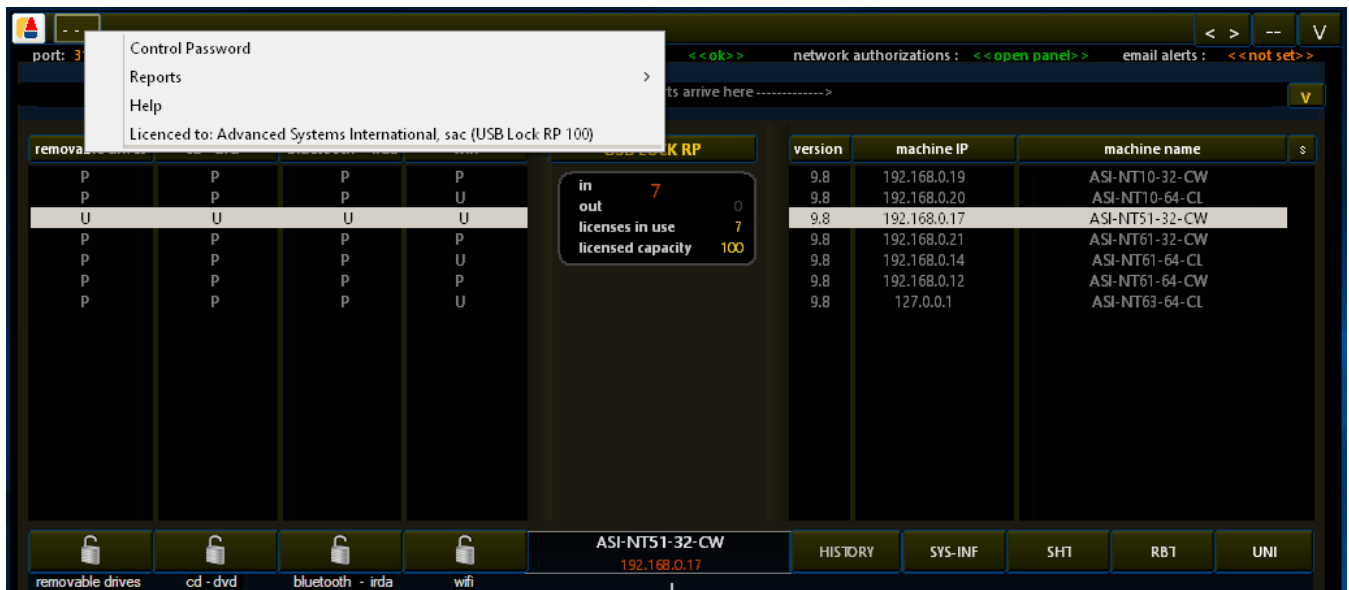 - -
< > -- V
Control Password
port: 3 <<ok>> network authorizations : <<open panel>> email alerts : <<not set>>
Reports >
arrive here ------------->
Help
V
Licenced to: Advanced Systems International, sac (USB Lock RP 100)
LOCK RP version machine IP machine name s
P P P P 9.8 192.168.0.19 ASI-NT10-32-CW
P P P U 9.8 192.168.0.20 ASI-NT10-64-CL
U U U U 9.8 192.168.0.17 ASI-NT51-32-CW
P P P P 9.8 192.168.0.21 ASI-NT61-32-CW
P P P U 9.8 192.168.0.14 ASI-NT61-64-CL
P P P P 9.8 192.168.0.12 ASI-NT61-64-CW
P P P U 9.8 127.0.0.1 ASI-NT63-64-CL
in 7
out 0
licenses in use 7
licensed capacity 100
ASI-NT51-32-CW
192.168.0.17
HISTORY SYS-INF SHT RBT UNI
removable drives cd - dvd bluetooth - irda wifi